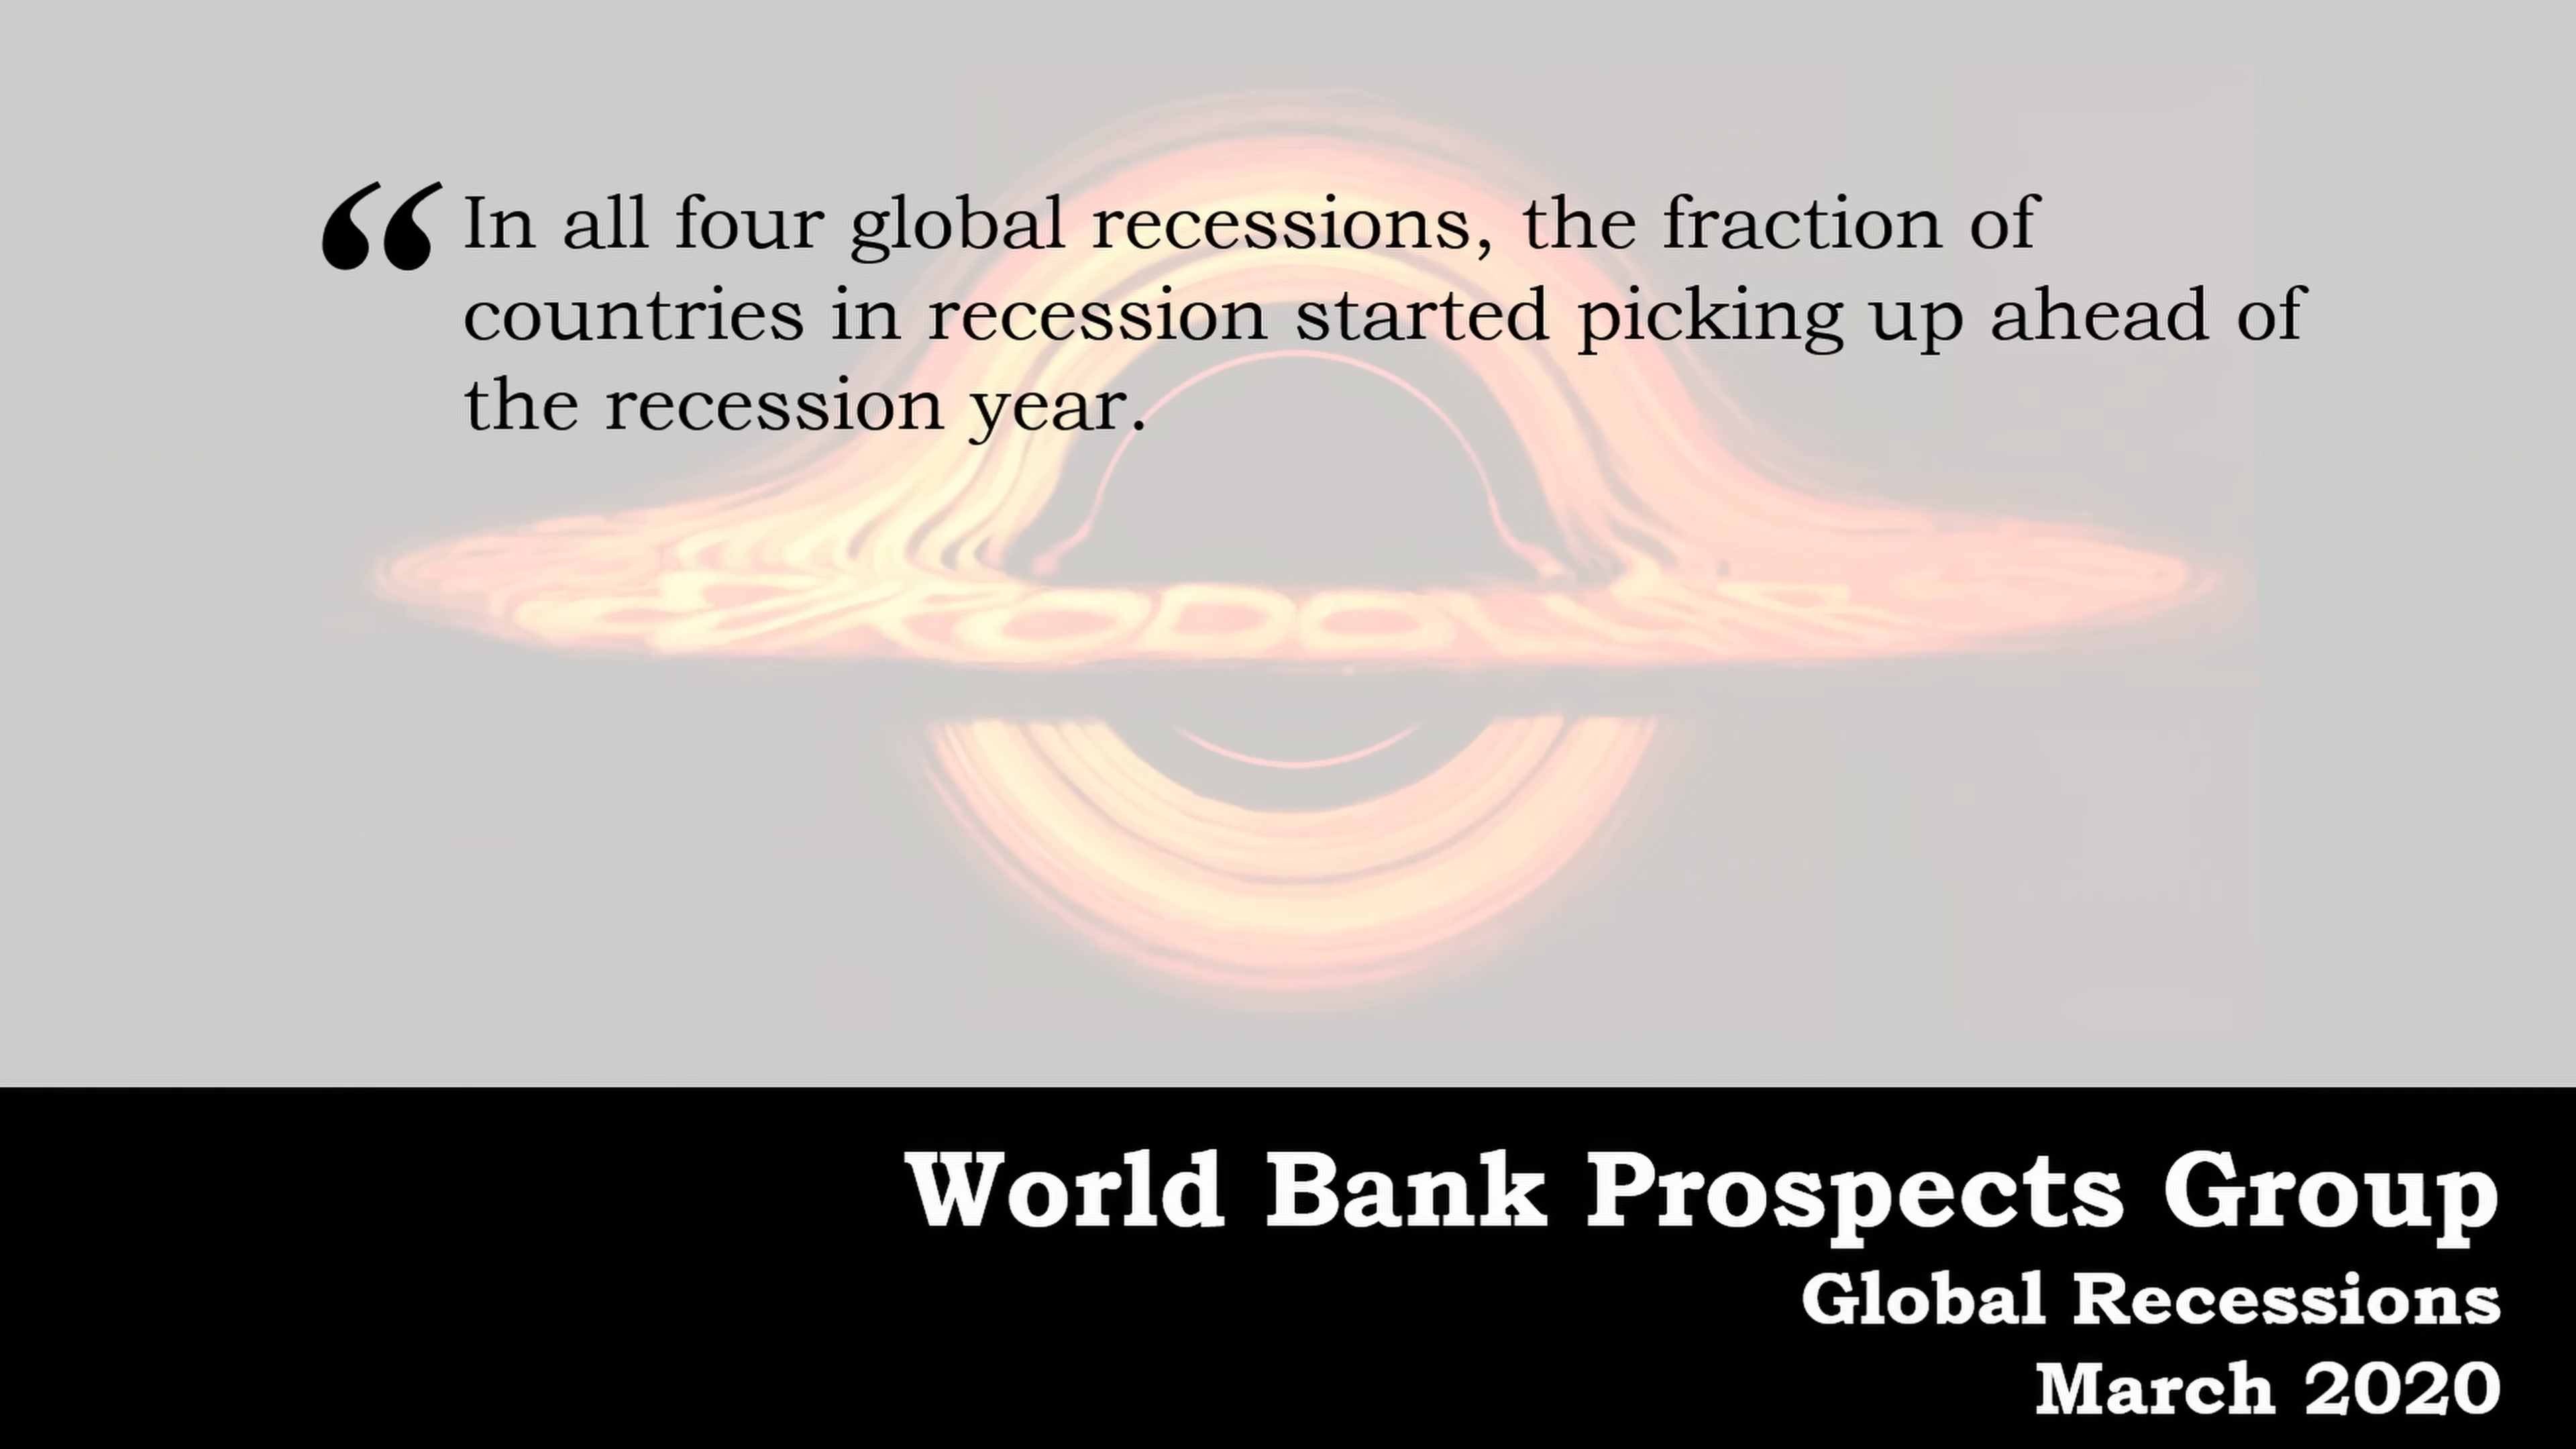 “In all four global recessions, the fraction of
countries in recession started picking up ahead of
the recession year.
World Bank Prospects Group
Global Recessions
March 2020